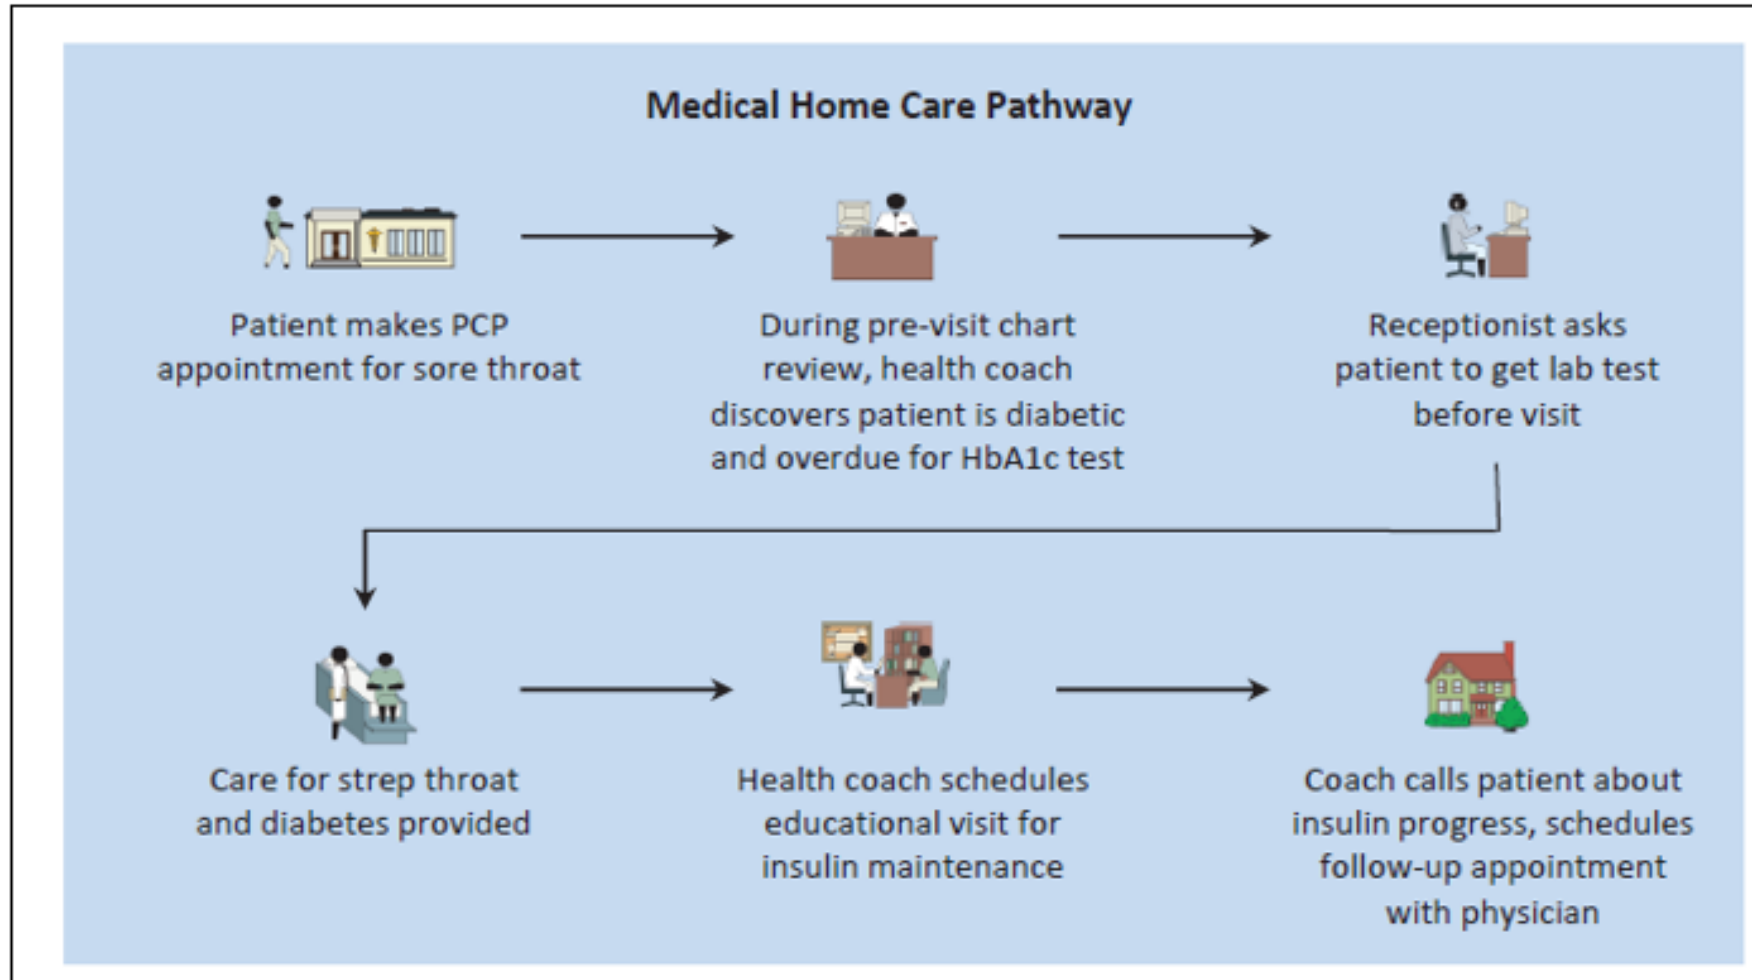 Medical Home Care Pathway
Patient makes PCP
appointment for sore throat
During pre-visit chart
review, health coach
discovers patient is diabetic
and overdue for HbA1c test
Receptionist asks
patient to get lab test
before visit
Care for strep throat
and diabetes provided
Health coach schedules
educational visit for
insulin maintenance
Coach calls patient about
insulin progress, schedules
follow-up appointment
with physician